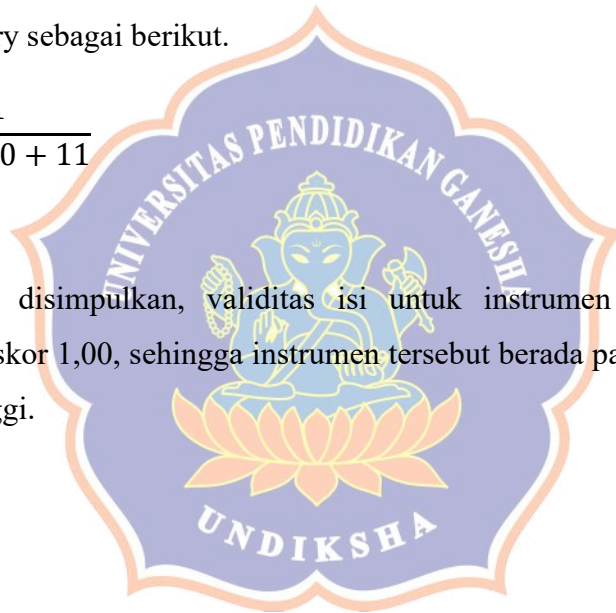 ry sebagai berikut.
0 + 11
UNIVERSITAS PENDIDIKAN GANESHA
disimpulkan, validitas isi untuk instrumen
skor 1,00, sehingga instrumen tersebut berada pa
ggi.
UNDIKSHA